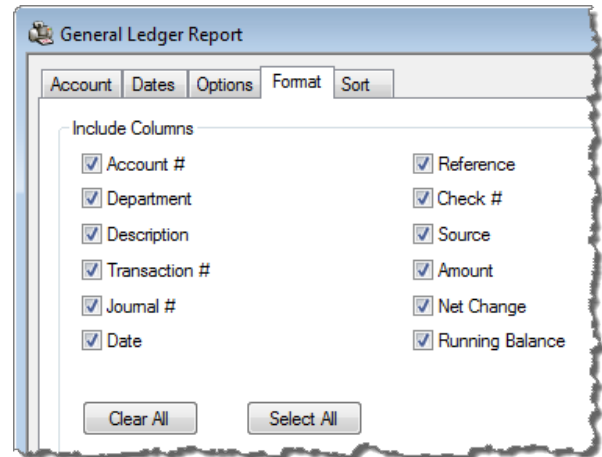 General Ledger Report
Account Dates Options Format Sort
Include Columns
Account # Reference
Department Check #
Description Source
Transaction # Amount
Journal # Net Change
Date Running Balance
Clear All Select All